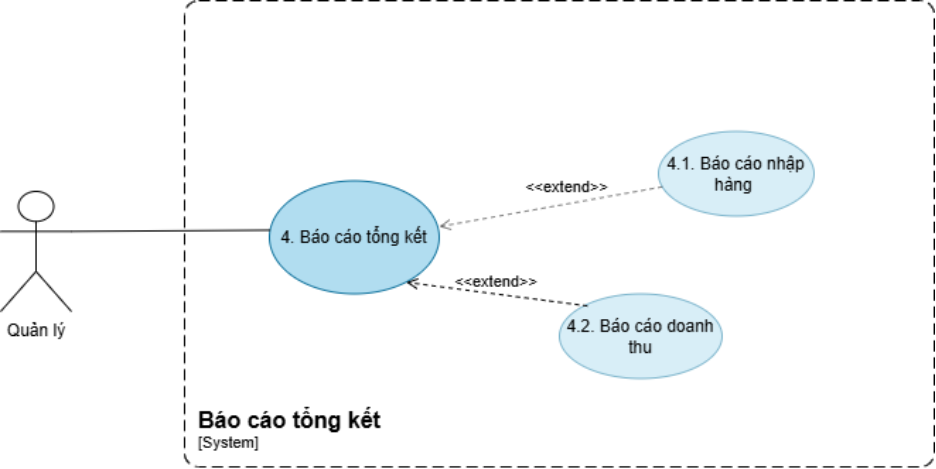 4.1. Báo cáo nhập
hàng
<<extend>>
4. Báo cáo tổng kết
<<extend>>
4.2. Báo cáo doanh
thu
Quản lý
Báo cáo tổng kết
[System]